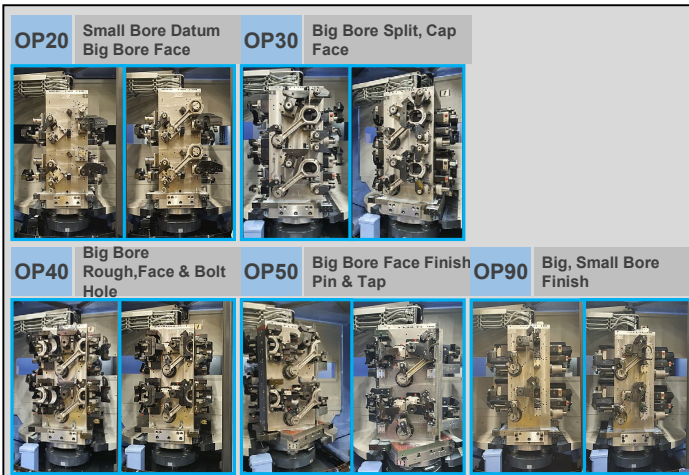 OP20
Small Bore Datum
Big Bore Face
OP30
Big Bore Split, Cap
Face
OP40
Big Bore
Rough,Face & Bolt
Hole
OP50
Big Bore Face Finish
Pin & Tap
OP90
Big, Small Bore
Finish